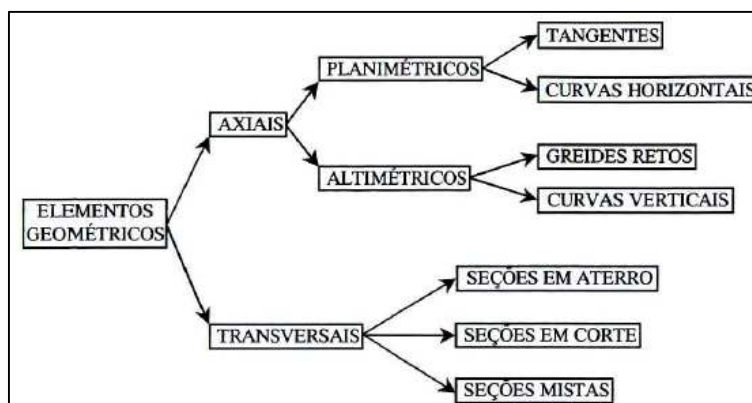 TANGENTES
PLANIMÉTRICOS
CURVAS HORIZONTAIS
AXIAIS
GREIDES RETOS
ALTIMÉTRICOS
CURVAS VERTICAIS
ELEMENTOS
GEOMÉTRICOS
SEÇÕES EM ATERRO
TRANSVERSAIS
SEÇÕES EM CORTE
SEÇÕES MISTAS